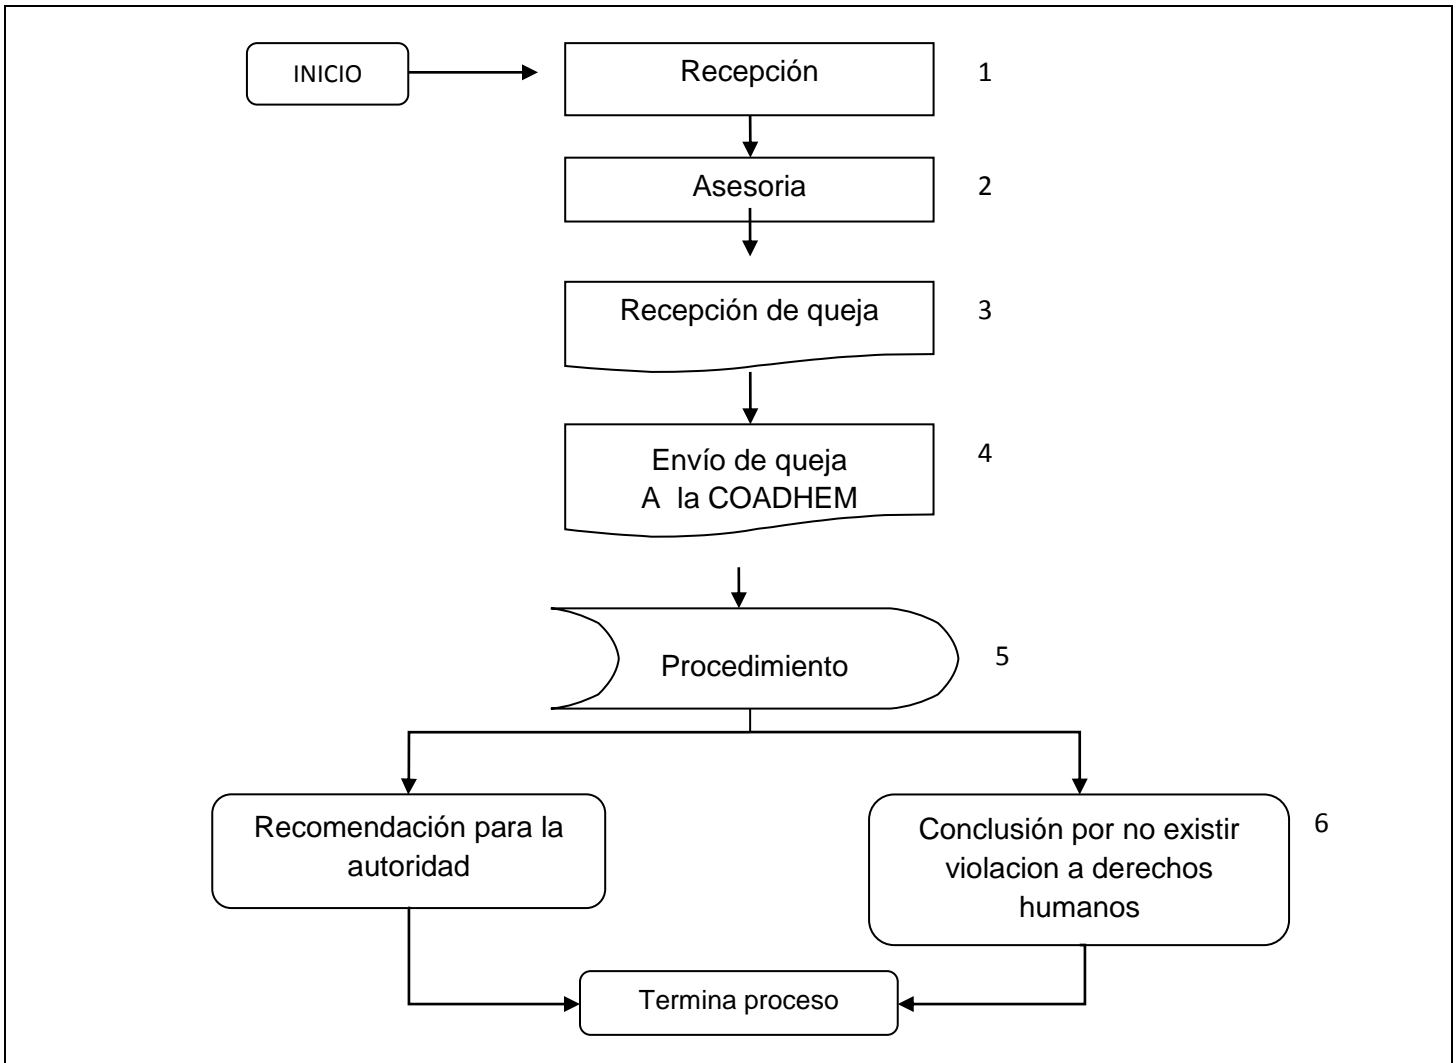 INICIO
Recepción
1
Asesoria
2
Recepción de queja
3
Envío de queja
A la COADHEM
4
Procedimiento
5
Recomendación para la
autoridad
Conclusión por no existir
violacion a derechos
humanos
6
Termina proceso